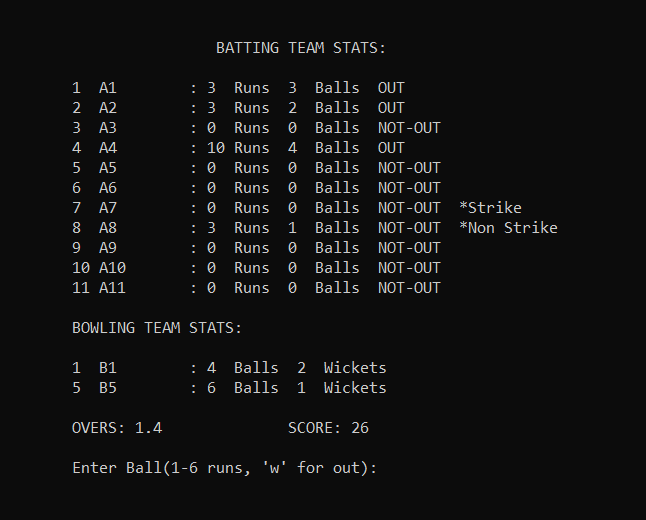 BATTING TEAM STATS:
1 A1 : 3 Runs 3 Balls OUT
2 A2 : 3 Runs 2 Balls OUT
3 A3 : 0 Runs 0 Balls NOT-OUT
4 A4 : 10 Runs 4 Balls OUT
5 A5 : 0 Runs 0 Balls NOT-OUT
6 A6 : 0 Runs 0 Balls NOT-OUT
7 A7 : 0 Runs 0 Balls NOT-OUT *Strike
8 A8 : 3 Runs 1 Balls NOT-OUT *Non Strike
9 A9 : 0 Runs 0 Balls NOT-OUT
10 A10 : 0 Runs 0 Balls NOT-OUT
11 A11 : 0 Runs 0 Balls NOT-OUT
BOWLING TEAM STATS:
1 B1 : 4 Balls 2 Wickets
5 B5 : 6 Balls 1 Wickets
OVERS: 1.4 SCORE: 26
Enter Ball(1-6 runs, 'w' for out):